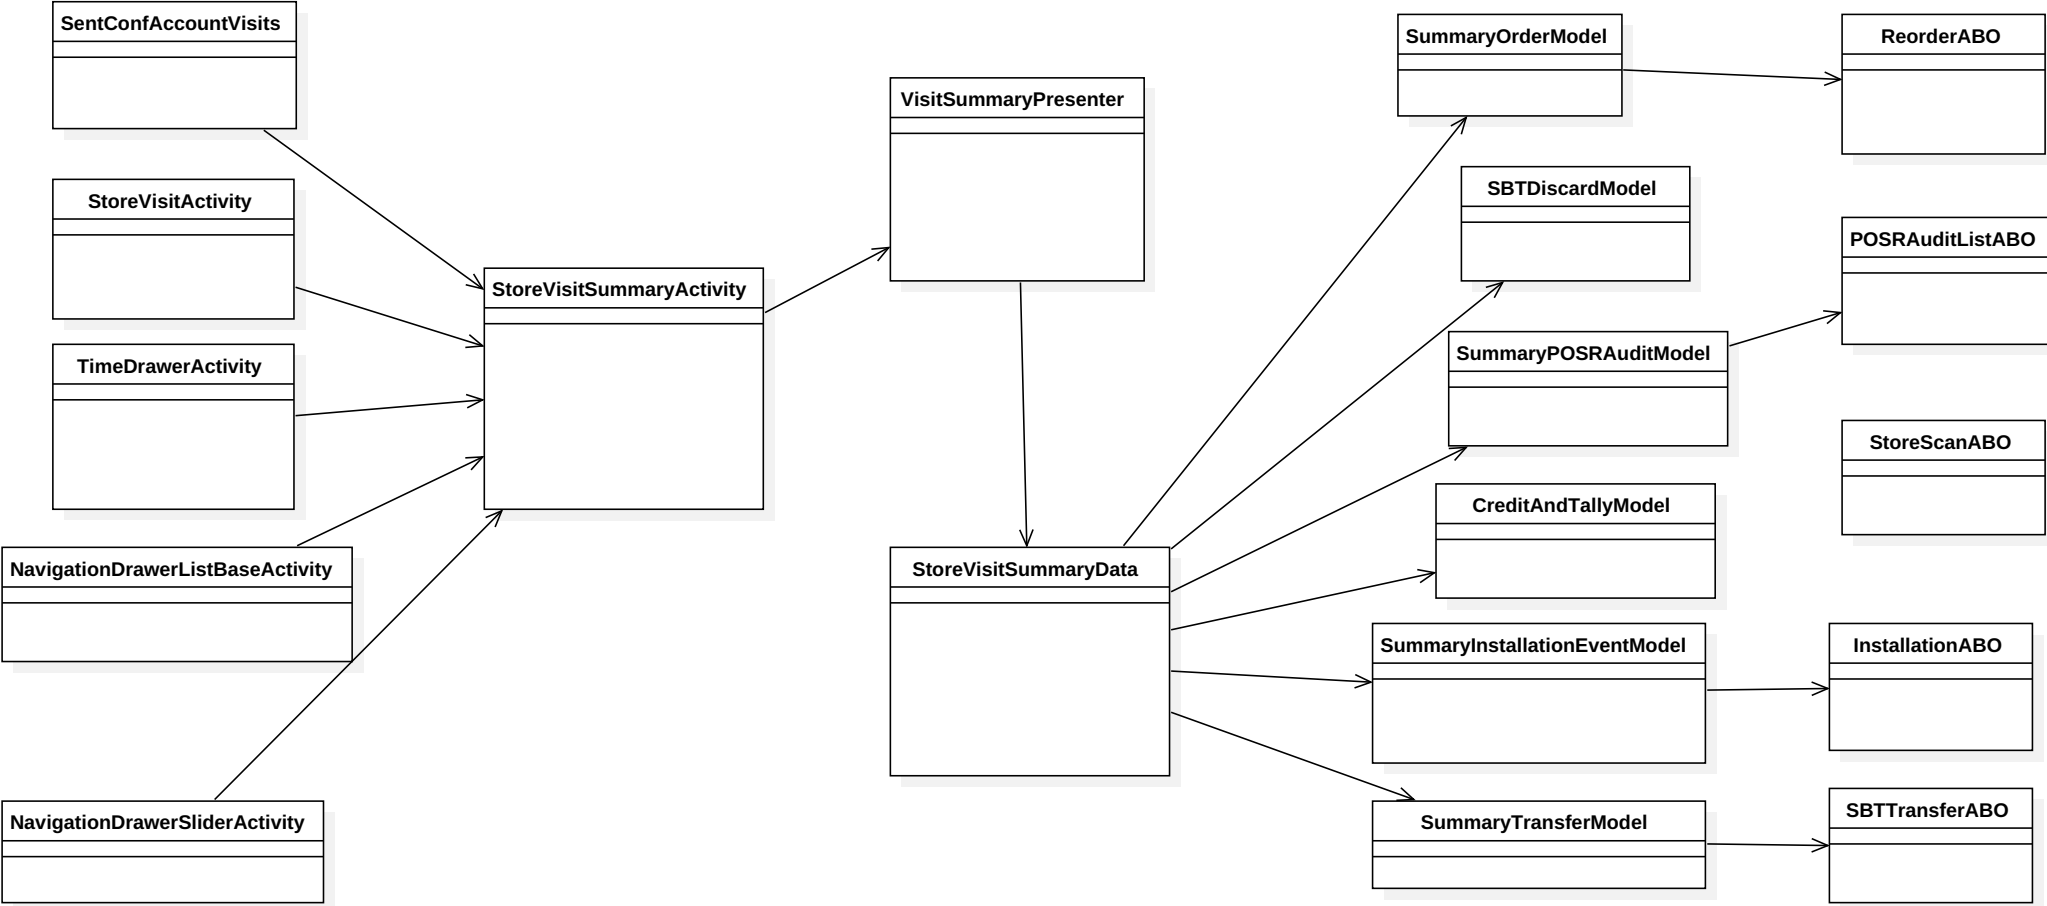 SentConfAccountVisits
StoreVisitActivity
TimeDrawerActivity
NavigationDrawerListBaseActivity
NavigationDrawerSliderActivity
StoreVisitSummaryActivity
VisitSummaryPresenter
StoreVisitSummaryData
SummaryOrderModel
SBTDiscardModel
SummaryPOSRAuditModel
CreditAndTallyModel
SummaryInstallationEventModel
SummaryTransferModel
ReorderABO
POSRAuditListABO
StoreScanABO
InstallationABO
SBTTransferABO